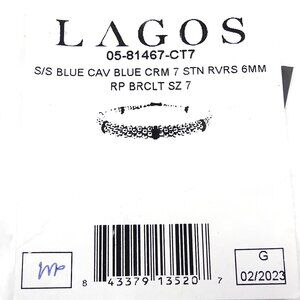 LAGOS
05-81467-CT7
S/S BLUE CAV BLUE CRM 7 STN RVRS 6MM
RP BRCLT SZ 7
G
02/2023
8 43379 13520 7